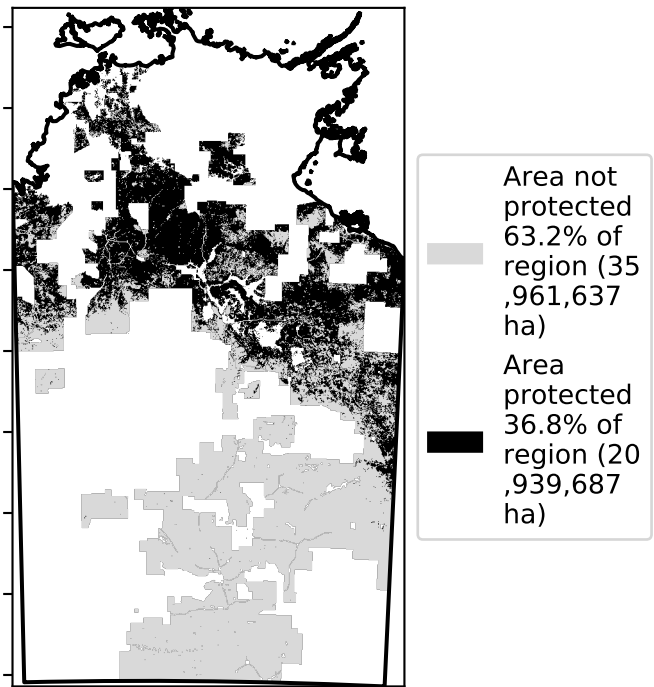 Area not
protected
63.2% of
region (35
,961,637
ha)
Area
protected
36.8% of
region (20
,939,687
ha)